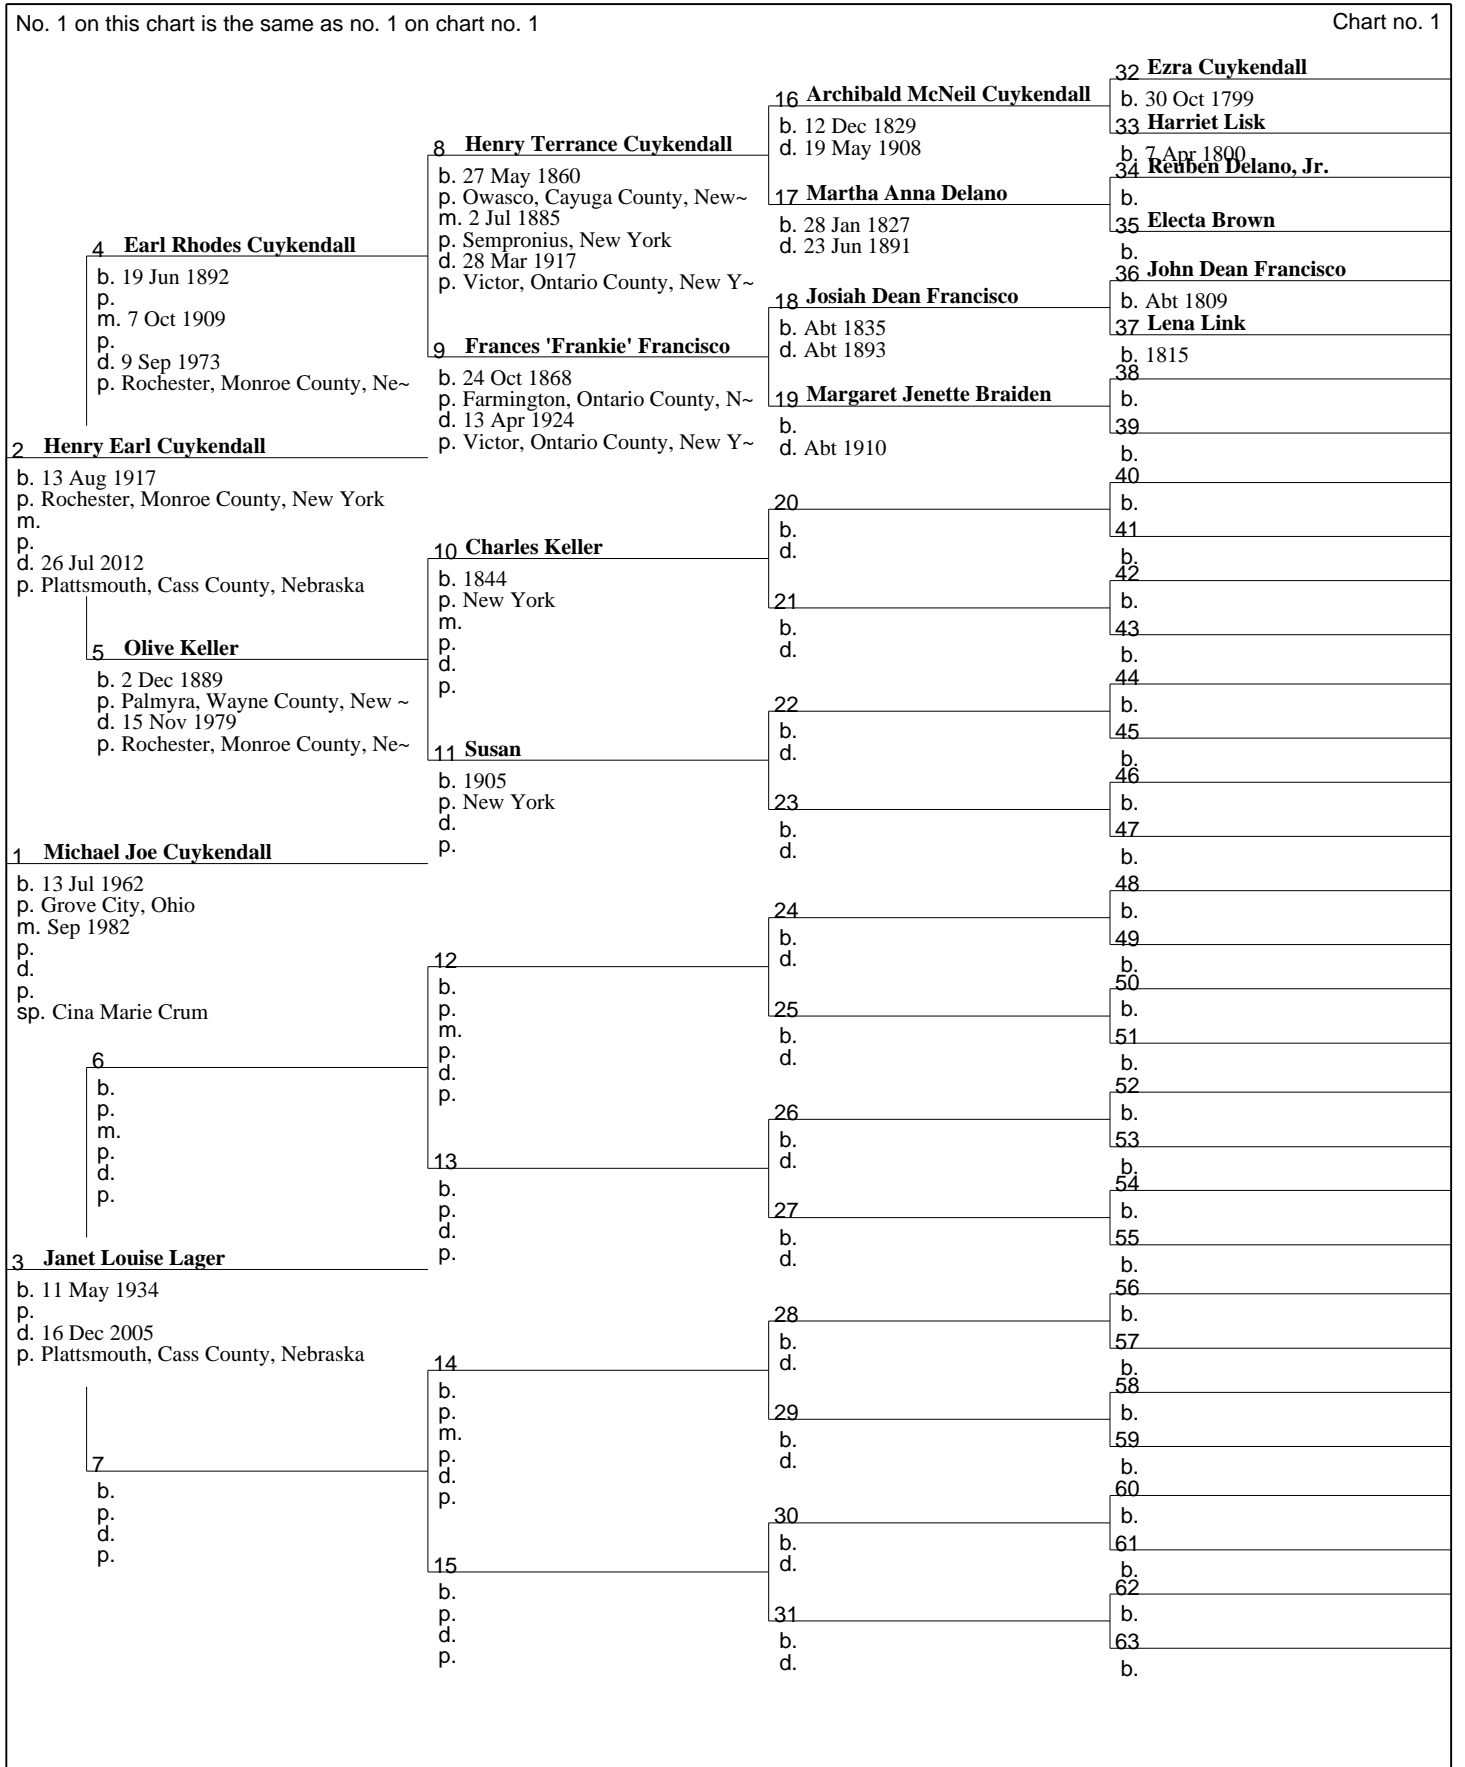 No. 1 on this chart is the same as no. 1 on chart no. 1
Chart no. 1
32 Ezra Cuykendall
b. 30 Oct 1799
16 Archibald McNeil Cuykendall
b. 12 Dec 1829
d. 19 May 1908
33 Harriet Lisk
b. 7 Apr 1800
8 Henry Terrance Cuykendall
b. 27 May 1860
p. Owasco, Cayuga County, New~
m. 2 Jul 1885
p. Sempronius, New York
d. 28 Mar 1917
p. Victor, Ontario County, New Y~
34 Reuben Delano, Jr.
b.
17 Martha Anna Delano
b. 28 Jan 1827
d. 23 Jun 1891
35 Electa Brown
b.
4 Earl Rhodes Cuykendall
b. 19 Jun 1892
p.
m. 7 Oct 1909
p.
d. 9 Sep 1973
p. Rochester, Monroe County, Ne~
36 John Dean Francisco
b. Abt 1809
18 Josiah Dean Francisco
b. Abt 1835
d. Abt 1893
37 Lena Link
b. 1815
9 Frances 'Frankie' Francisco
b. 24 Oct 1868
p. Farmington, Ontario County, N~
d. 13 Apr 1924
p. Victor, Ontario County, New Y~
38
b.
19 Margaret Jenette Braiden
b.
d. Abt 1910
39
b.
2 Henry Earl Cuykendall
b. 13 Aug 1917
p. Rochester, Monroe County, New York
m.
p.
d. 26 Jul 2012
p. Plattsmouth, Cass County, Nebraska
40
b.
20
b.
d.
41
b.
10 Charles Keller
b. 1844
p. New York
m.
p.
d.
p.
42
b.
21
b.
d.
43
b.
5 Olive Keller
b. 2 Dec 1889
p. Palmyra, Wayne County, New ~
d. 15 Nov 1979
p. Rochester, Monroe County, Ne~
44
b.
22
b.
d.
45
b.
11 Susan
b. 1905
p. New York
d.
p.
46
b.
23
b.
d.
47
b.
1 Michael Joe Cuykendall
b. 13 Jul 1962
p. Grove City, Ohio
m. Sep 1982
p.
d.
p.
sp. Cina Marie Crum
48
b.
24
b.
d.
49
b.
12
b.
p.
m.
p.
d.
p.
50
b.
25
b.
d.
51
b.
6
b.
p.
m.
p.
d.
p.
52
b.
26
b.
d.
53
b.
13
b.
p.
d.
p.
54
b.
27
b.
d.
55
b.
3 Janet Louise Lager
b. 11 May 1934
p.
d. 16 Dec 2005
p. Plattsmouth, Cass County, Nebraska
56
b.
28
b.
d.
57
b.
14
b.
p.
m.
p.
d.
p.
58
b.
29
b.
d.
59
b.
7
b.
p.
d.
p.
60
b.
30
b.
d.
61
b.
15
b.
p.
d.
p.
62
b.
31
b.
d.
63
b.